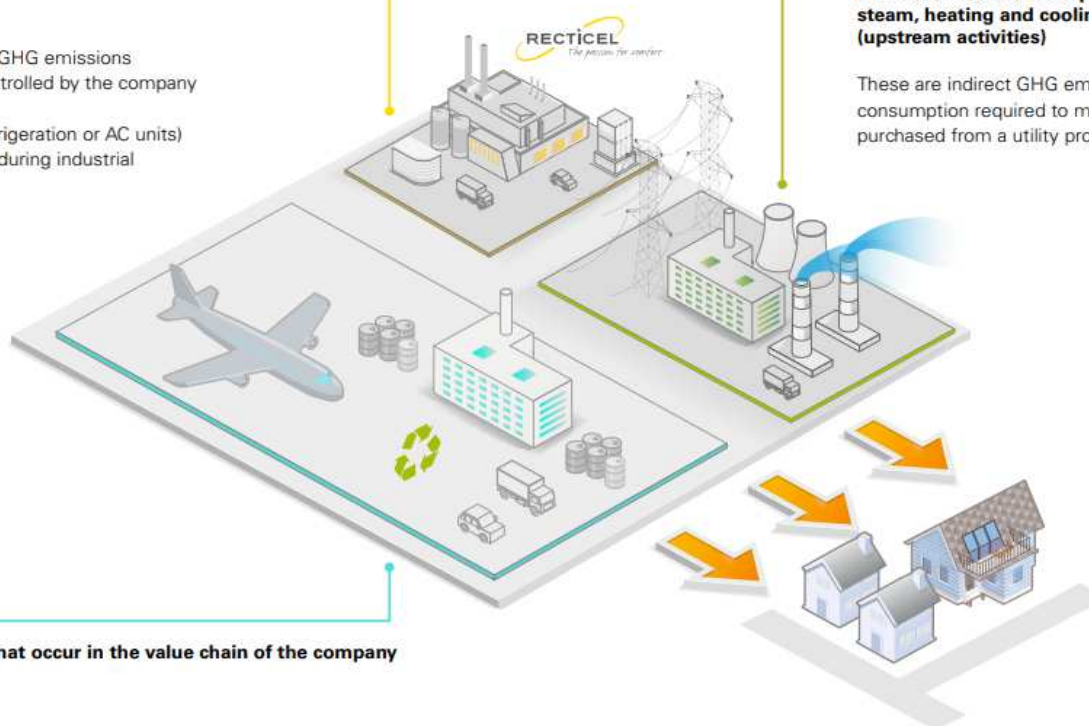 GHG emissions
trolled by the company
rigeration or AC units)
during industrial
RECTICEL
The passion for comfort
steam, heating and coolin
(upstream activities)
These are indirect GHG em
consumption required to m
purchased from a utility pro
hat occur in the value chain of the company